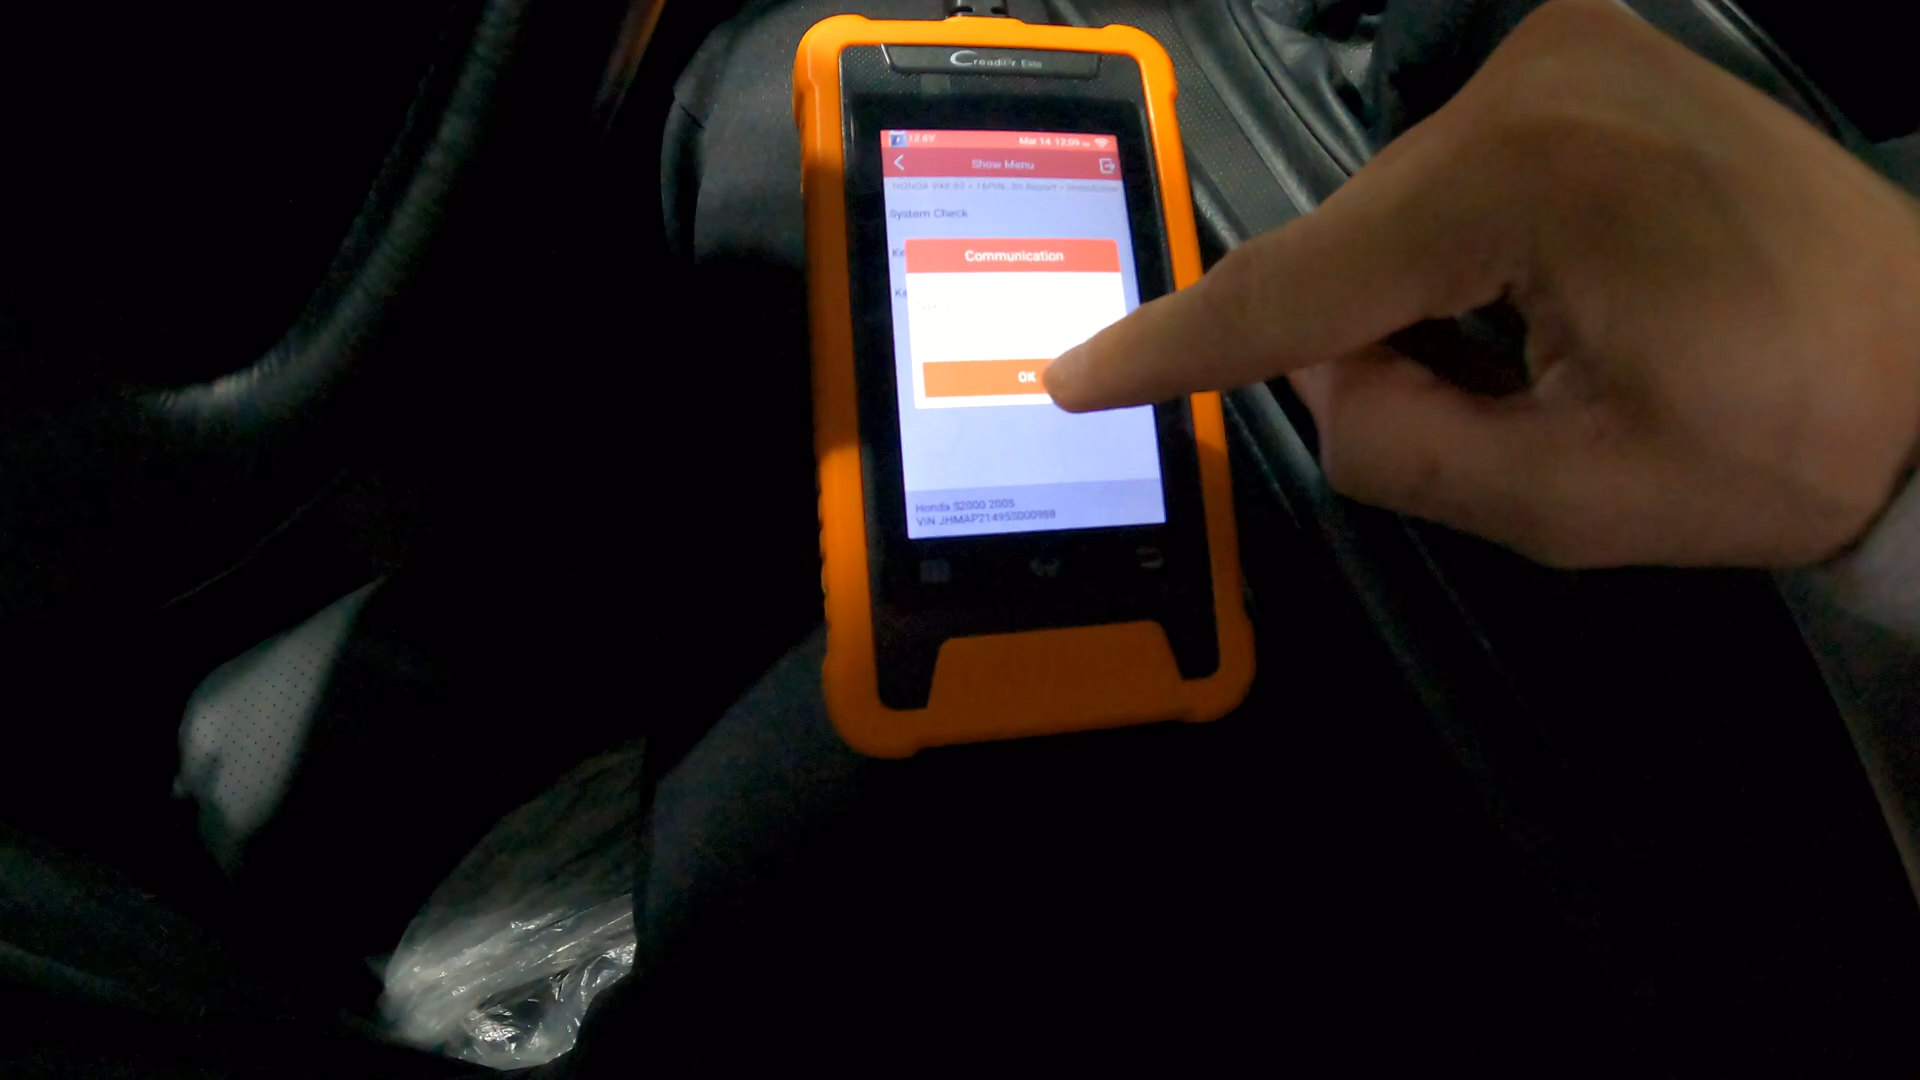 Creader Elite
12.6V
Mar 14 12:09
Show Menu
System Check
Communication
OK
Honda S2000 2005
VIN JHMAP21495S000988